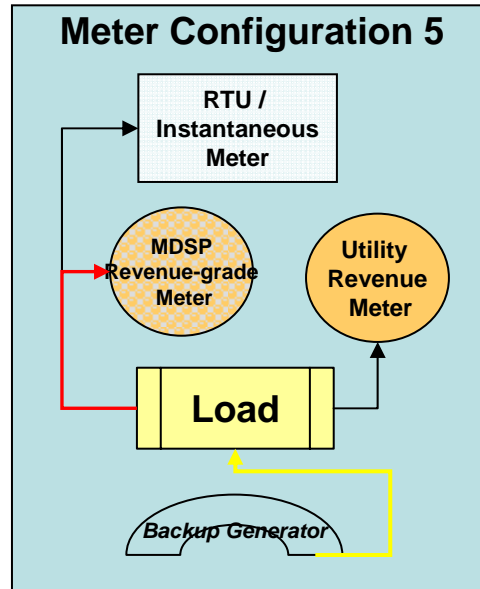 Meter Configuration 5
RTU /
Instantaneous
Meter
MDSP
Revenue-grade
Meter
Utility
Revenue
Meter
Load
Backup Generator